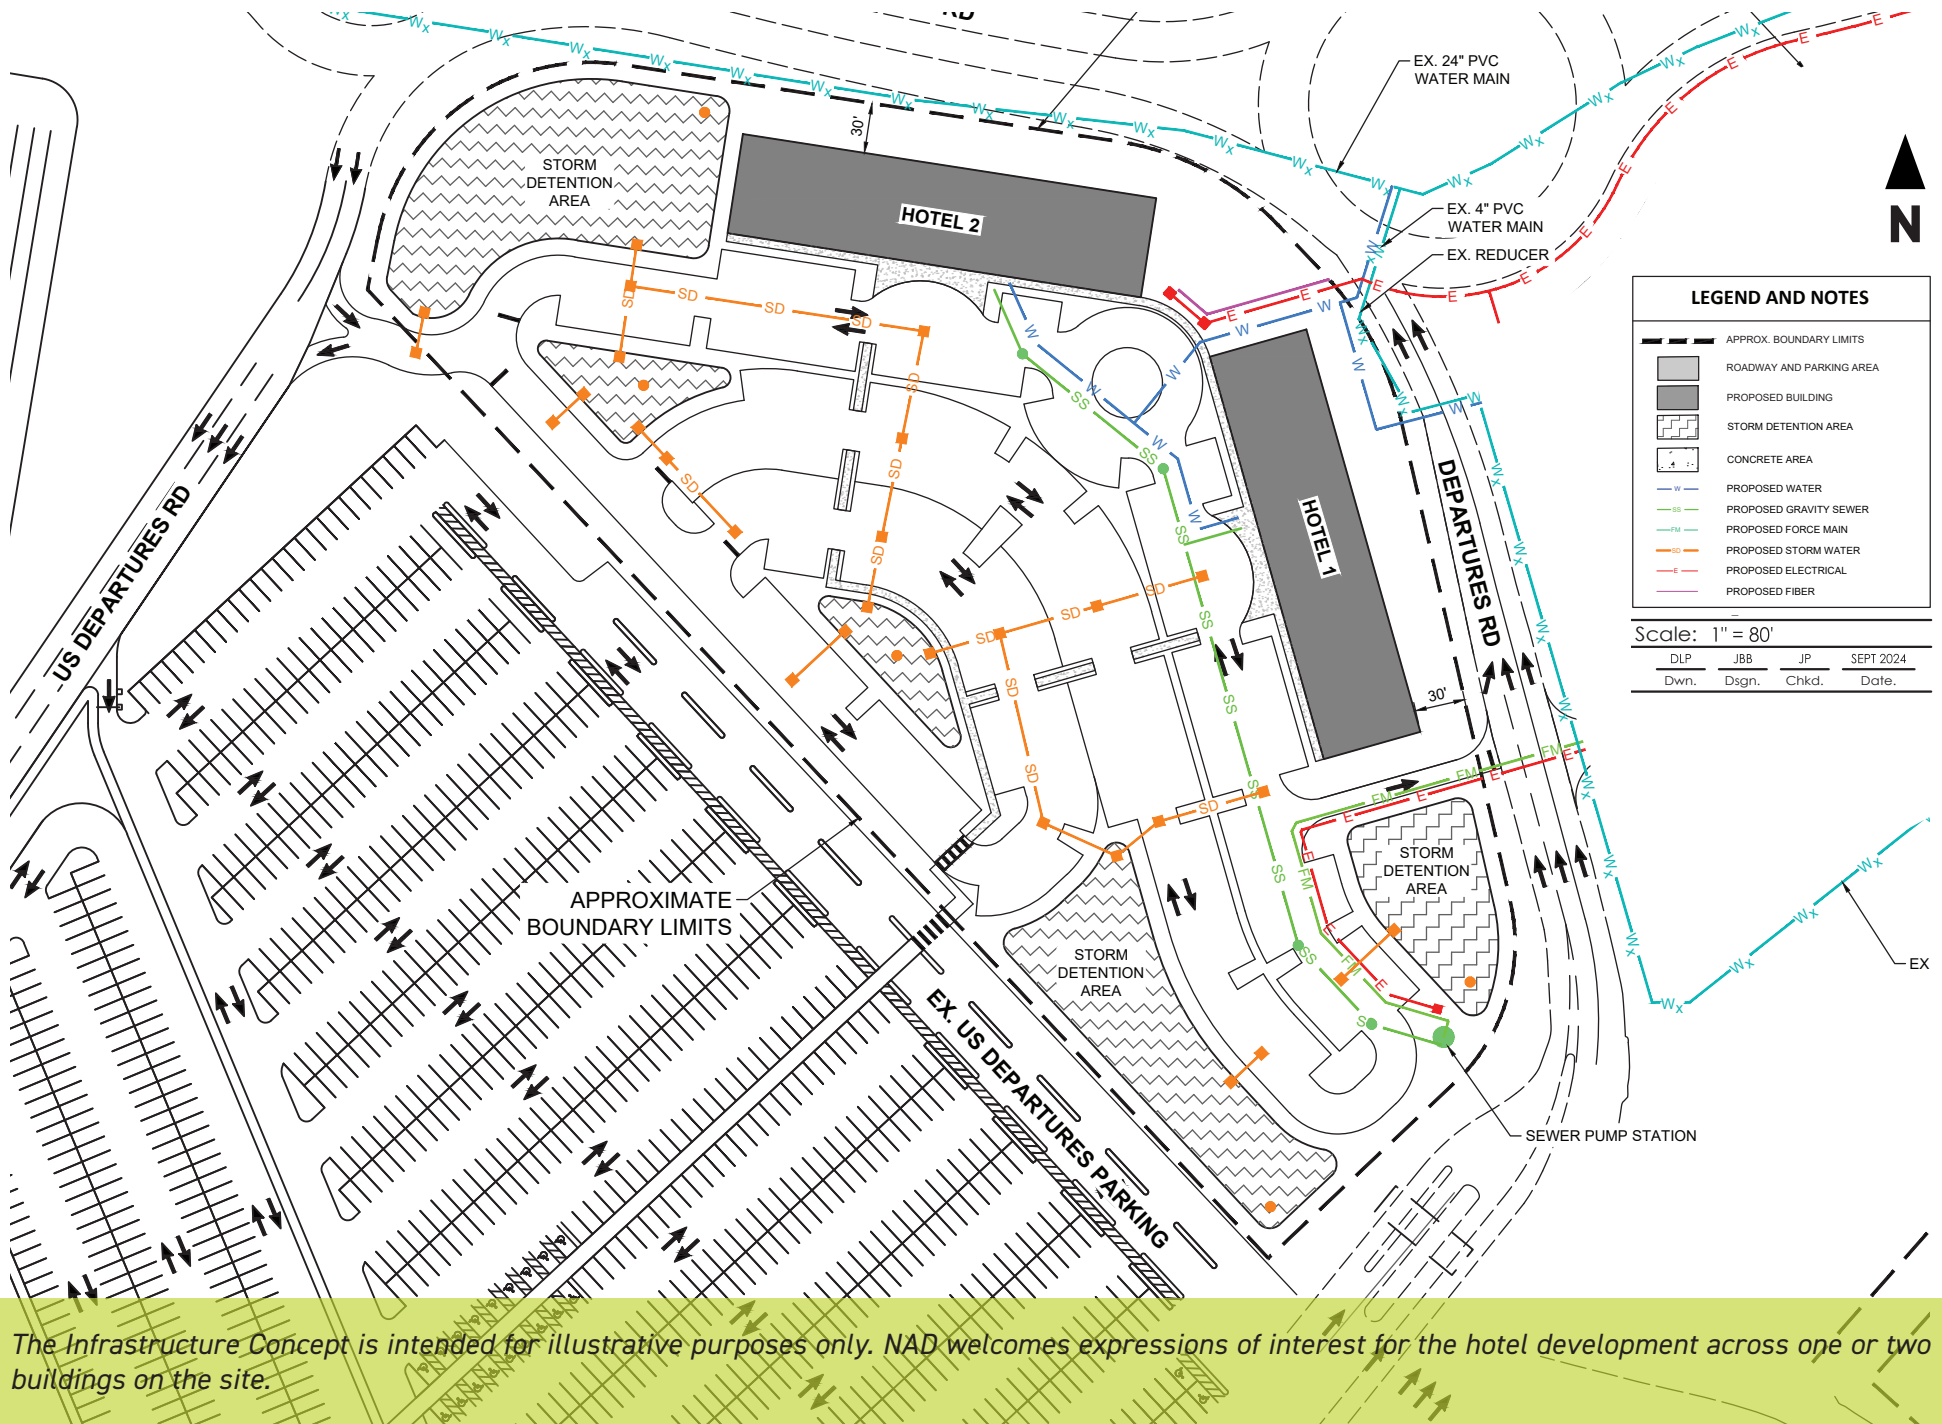 RD
EX. 24" PVC
WATER MAIN
30'
STORM
DETENTION
AREA
HOTEL 2
EX. 4" PVC
WATER MAIN
EX. REDUCER
N
LEGEND AND NOTES
APPROX. BOUNDARY LIMITS
ROADWAY AND PARKING AREA
PROPOSED BUILDING
STORM DETENTION AREA
CONCRETE AREA
W PROPOSED WATER
SS PROPOSED GRAVITY SEWER
FM PROPOSED FORCE MAIN
SD PROPOSED STORM WATER
E PROPOSED ELECTRICAL
PROPOSED FIBER
Scale: 1" = 80'
DLP JBB JP SEPT 2024
Dwn. Dsgn. Chkd. Date.
US DEPARTURES RD
HOTEL 1
DEPARTURES RD
30'
STORM
DETENTION
AREA
APPROXIMATE
BOUNDARY LIMITS
STORM
DETENTION
AREA
EX
EX. US DEPARTURES PARKING
SEWER PUMP STATION
The Infrastructure Concept is intended for illustrative purposes only. NAD welcomes expressions of interest for the hotel development across one or two
buildings on the site.